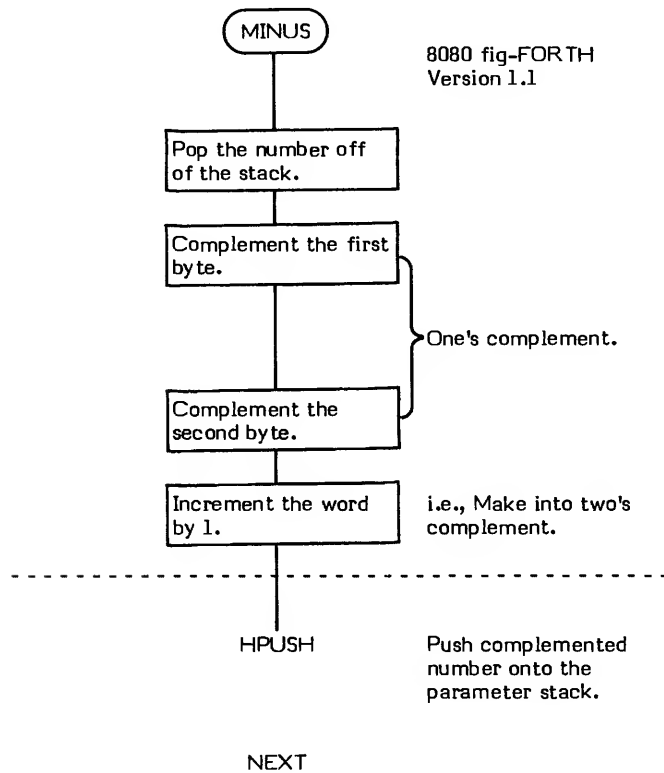 MINUS
8080 fig-FORTH
Version 1.1
Pop the number off
of the stack.
Complement the first
byte.
One's complement.
Complement the
second byte.
Increment the word
by 1.
i.e., Make into two's
complement.
HPUSH
Push complemented
number onto the
parameter stack.
NEXT